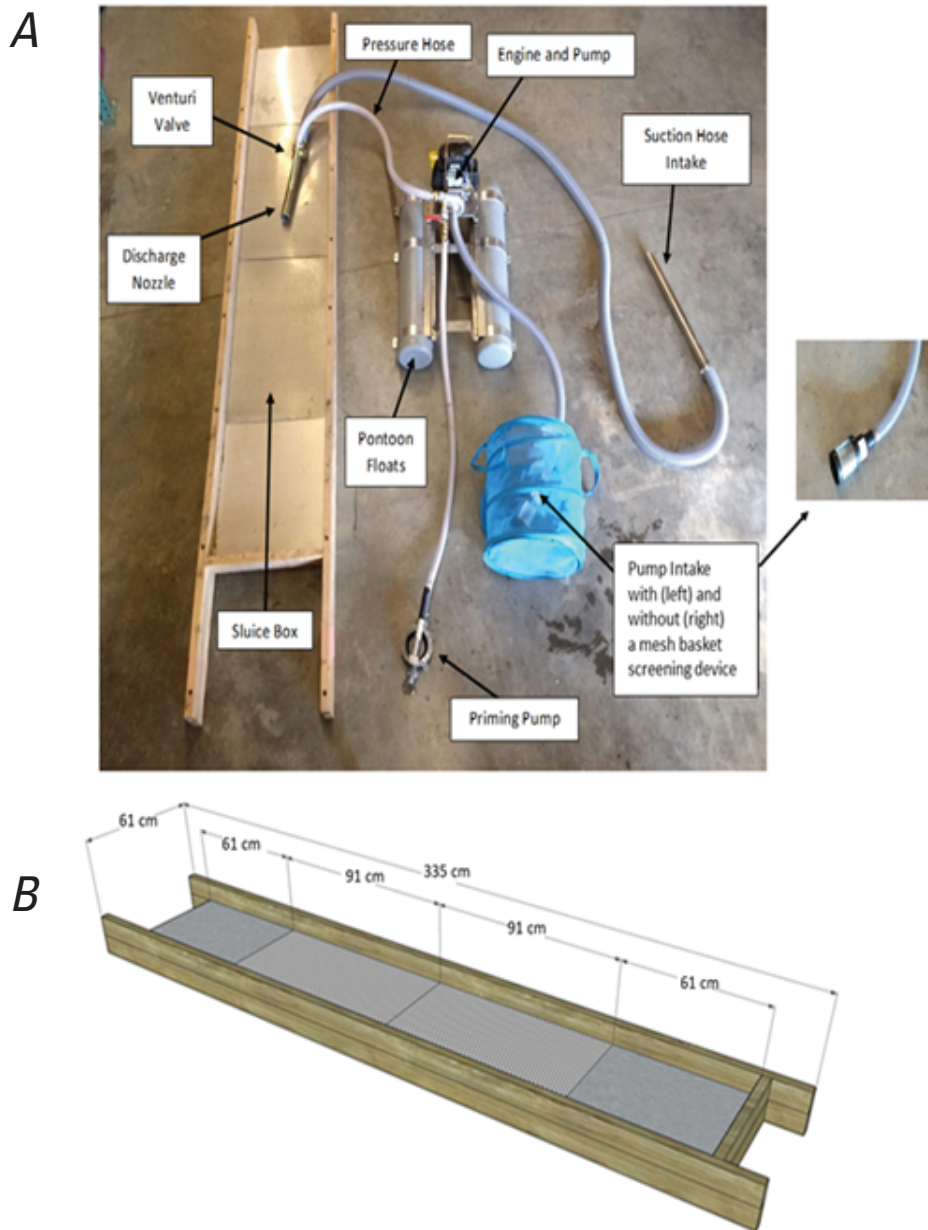 A
Pressure Hose
Engine and Pump
Venturi
Valve
Suction Hose
Intake
Discharge
Nozzle
Pontoon
Floats
Pump Intake
with (left) and
without (right)
a mesh basket
screening device
Sluice Box
Priming Pump
B
61 cm
61 cm
91 cm
335 cm
91 cm
61 cm